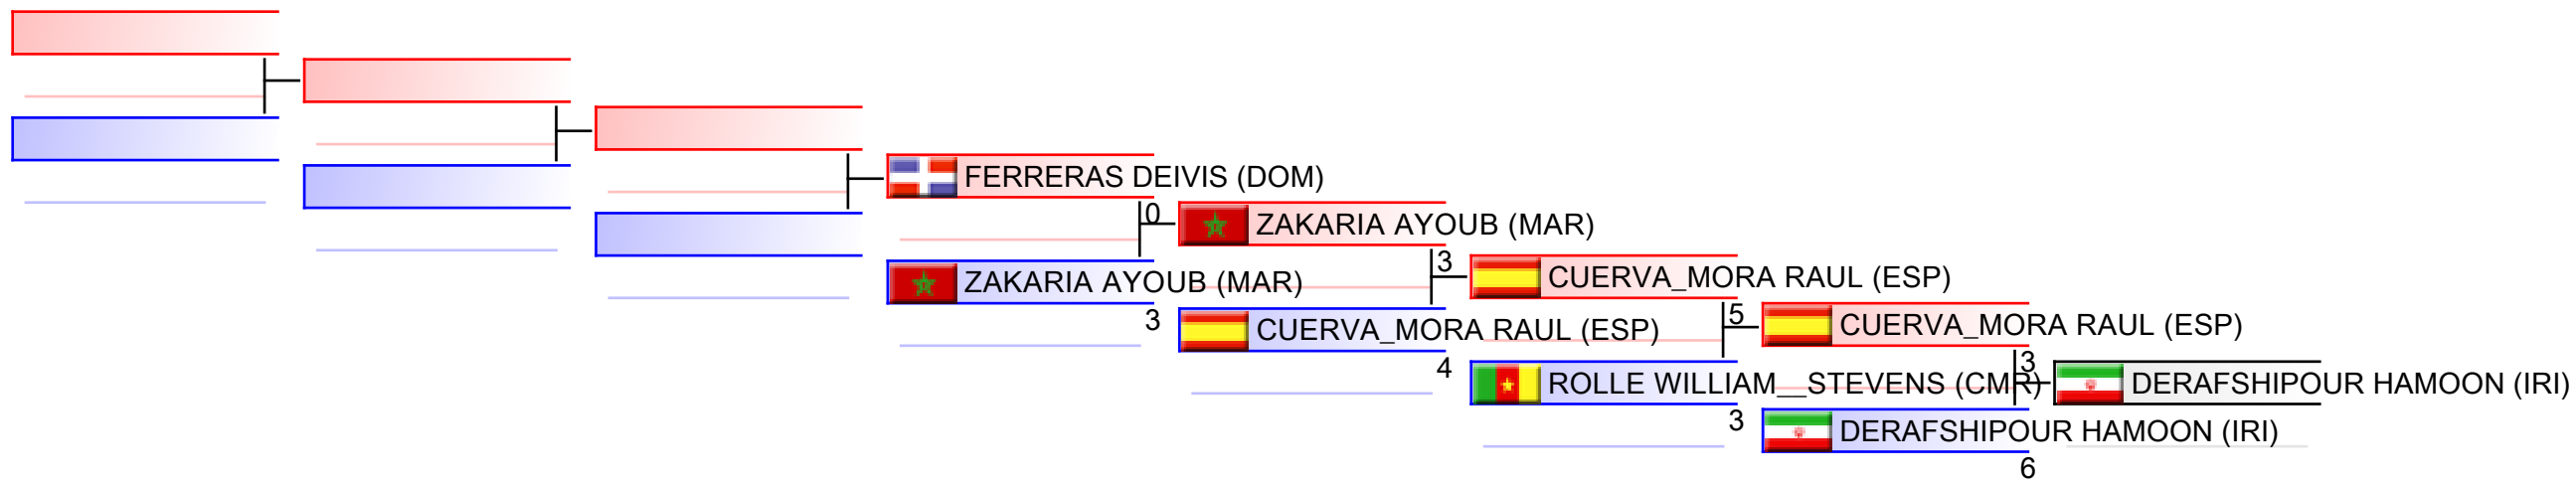 FERRERAS DEIVIS (DOM)
0
ZAKARIA AYOUB (MAR)
3
ZAKARIA AYOUB (MAR)
CUERVA_MORA RAUL (ESP)
3
5
CUERVA_MORA RAUL (ESP)
CUERVA_MORA RAUL (ESP)
3
4
ROLLE WILLIAM__STEVENS (CMR)
DERAFSHIPOUR HAMOON (IRI)
3
DERAFSHIPOUR HAMOON (IRI)
6